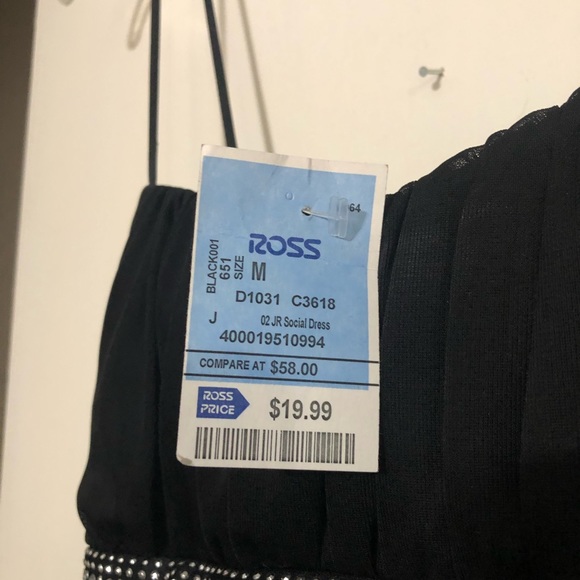 64
ROSS
BLACK001
651
SIZE
M
D1031 C3618
J
02 JR Social Dress
400019510994
COMPARE AT $58.00
ROSS
PRICE
$19.99